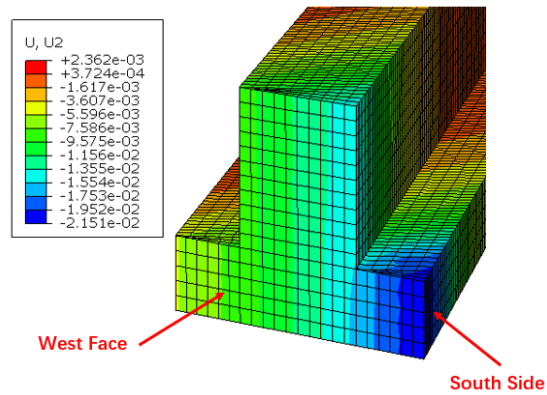 U, U2
+2.362e-03
+3.724e-04
-1.617e-03
-3.607e-03
-5.596e-03
-7.586e-03
-9.575e-03
-1.156e-02
-1.355e-02
-1.554e-02
-1.753e-02
-1.952e-02
-2.151e-02
West Face
South Side